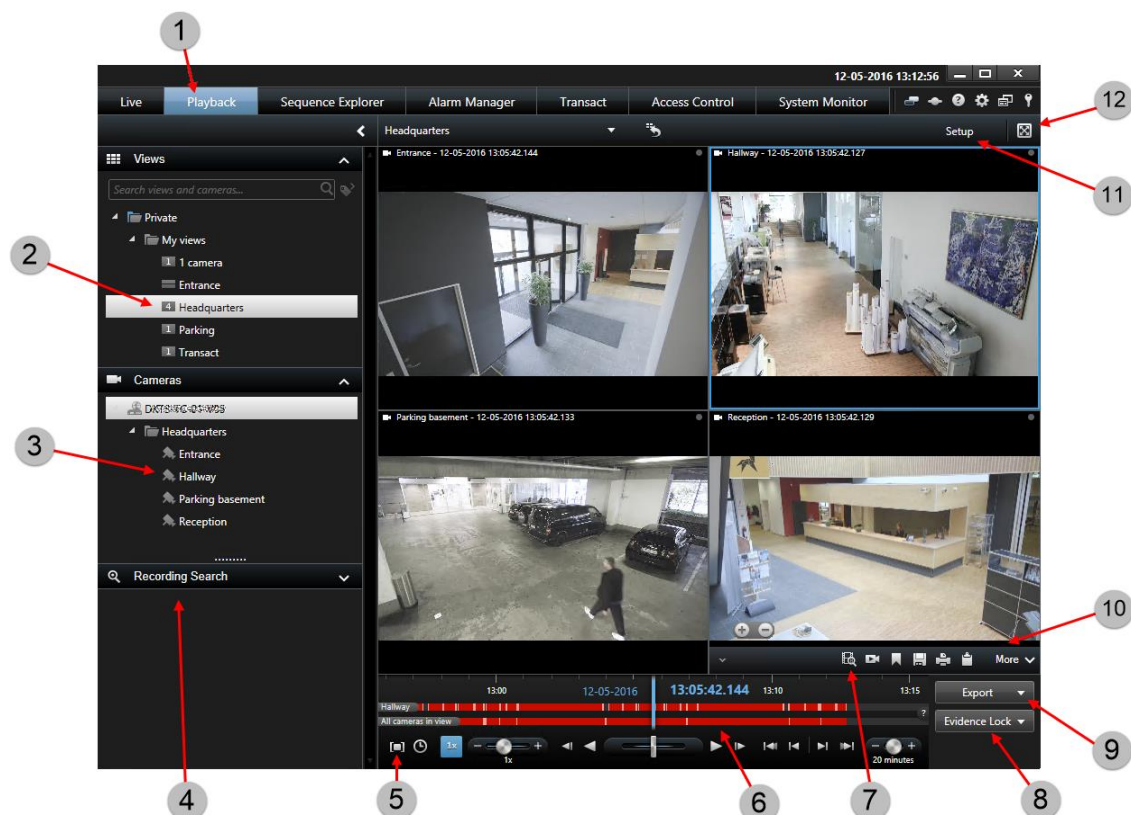 1
12-05-2016 13:12:56
Live Playback Sequence Explorer Alarm Manager Transact Access Control System Monitor
12
Headquarters
Setup
11
Views
Search views and cameras...
Private
My views
2
1 1 camera
Entrance
4 Headquarters
1 Parking
1 Transact
Entrance - 12-05-2016 13:05:42.144
Hallway - 12-05-2016 13:05:42.127
Cameras
Headquarters
3
Entrance
Hallway
Parking basement
Reception
Parking basement - 12-05-2016 13:05:42.133
Reception - 12-05-2016 13:05:42.129
Recording Search
10
More
13:00 12-05-2016 13:05:42.144 13:10 13:15
Hallway
All cameras in view
?
Export
Evidence Lock
1x
1x
20 minutes
4
5
6
7
8
9